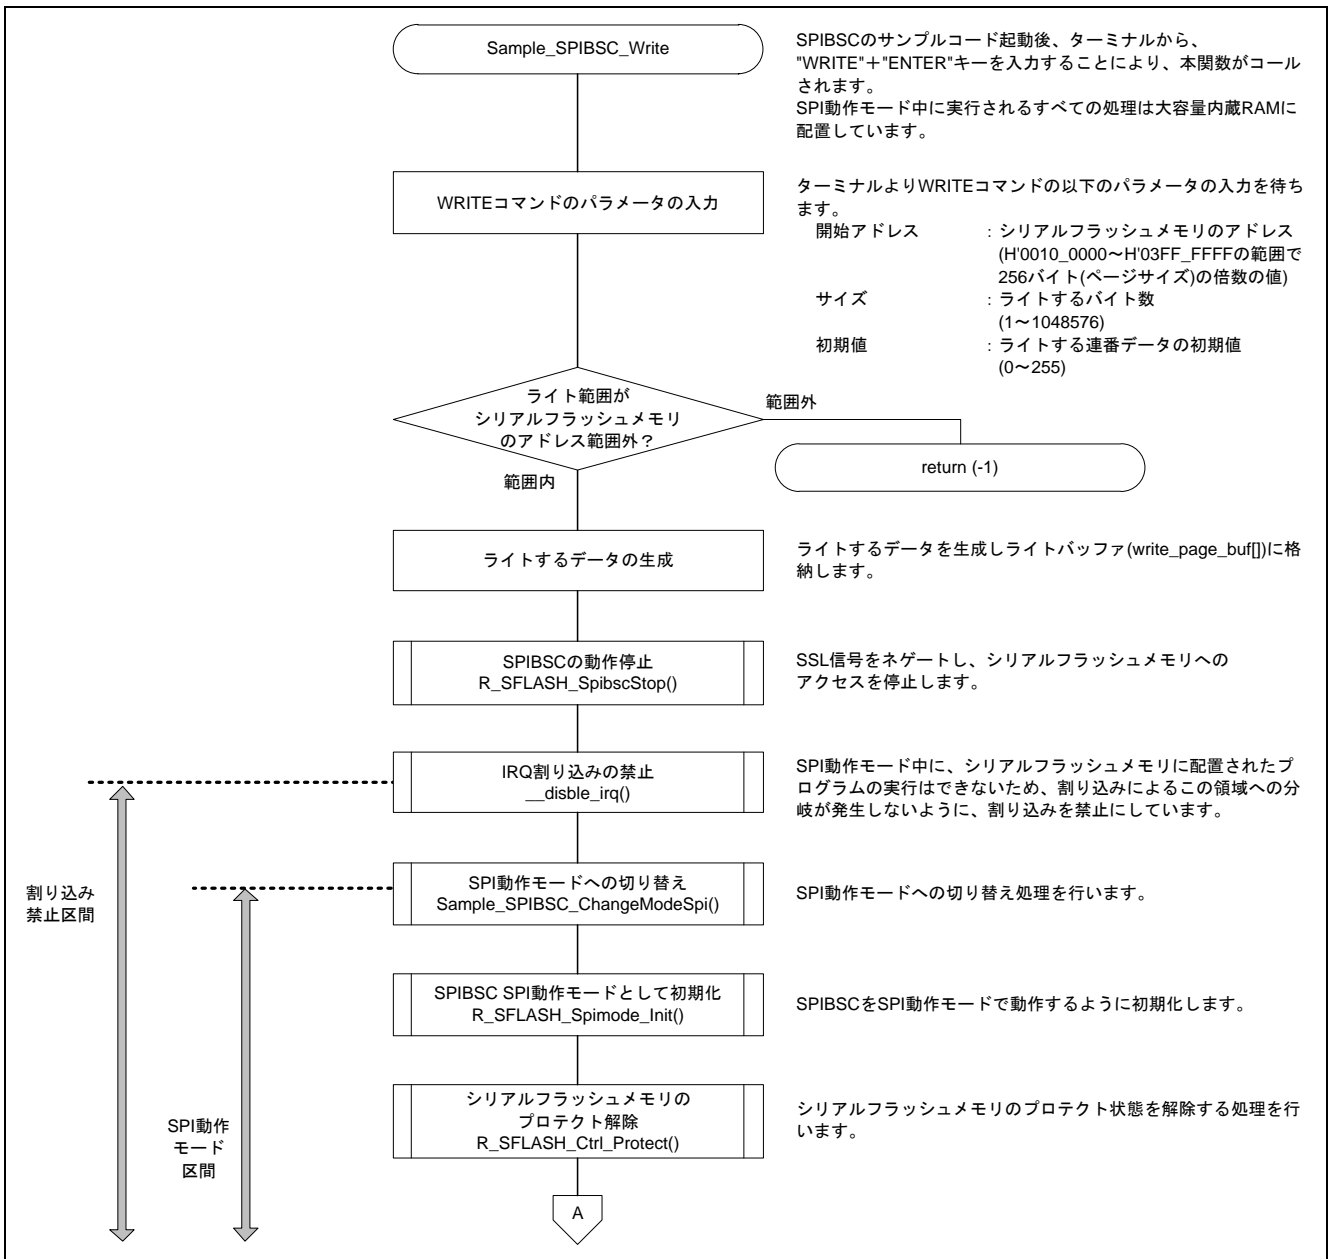 Sample_SPIBSC_Write
SPIBSCのサンプルコード起動後、ターミナルから、
"WRITE"＋"ENTER"キーを入力することにより、本関数がコール
されます。
SPI動作モード中に実行されるすべての処理は大容量内蔵RAMに
配置しています。
WRITEコマンドのパラメータの入力
ターミナルよりWRITEコマンドの以下のパラメータの入力を待ち
ます。
開始アドレス　：シリアルフラッシュメモリのアドレス
(H'0010_0000～H'03FF_FFFFの範囲で
256バイト(ページサイズ)の倍数の値)
サイズ　：ライトするバイト数
(1～1048576)
初期値　：ライトする連番データの初期値
(0～255)
ライト範囲が
シリアルフラッシュメモリ
のアドレス範囲外？
範囲外
return (-1)
範囲内
ライトするデータの生成
ライトするデータを生成しライトバッファ(write_page_buf[])に格
納します。
SPIBSCの動作停止
R_SFLASH_SpibscStop()
SSL信号をネゲートし、シリアルフラッシュメモリへの
アクセスを停止します。
IRQ割り込みの禁止
__disble_irq()
SPI動作モード中に、シリアルフラッシュメモリに配置されたプ
ログラムの実行はできないため、割り込みによるこの領域への分
岐が発生しないように、割り込みを禁止にしています。
割り込み
禁止区間
SPI動作モードへの切り替え
Sample_SPIBSC_ChangeModeSpi()
SPI動作モードへの切り替え処理を行います。
SPIBSC SPI動作モードとして初期化
R_SFLASH_Spimode_Init()
SPIBSCをSPI動作モードで動作するように初期化します。
シリアルフラッシュメモリの
プロテクト解除
R_SFLASH_Ctrl_Protect()
シリアルフラッシュメモリのプロテクト状態を解除する処理を行
います。
SPI動作
モード
区間
A